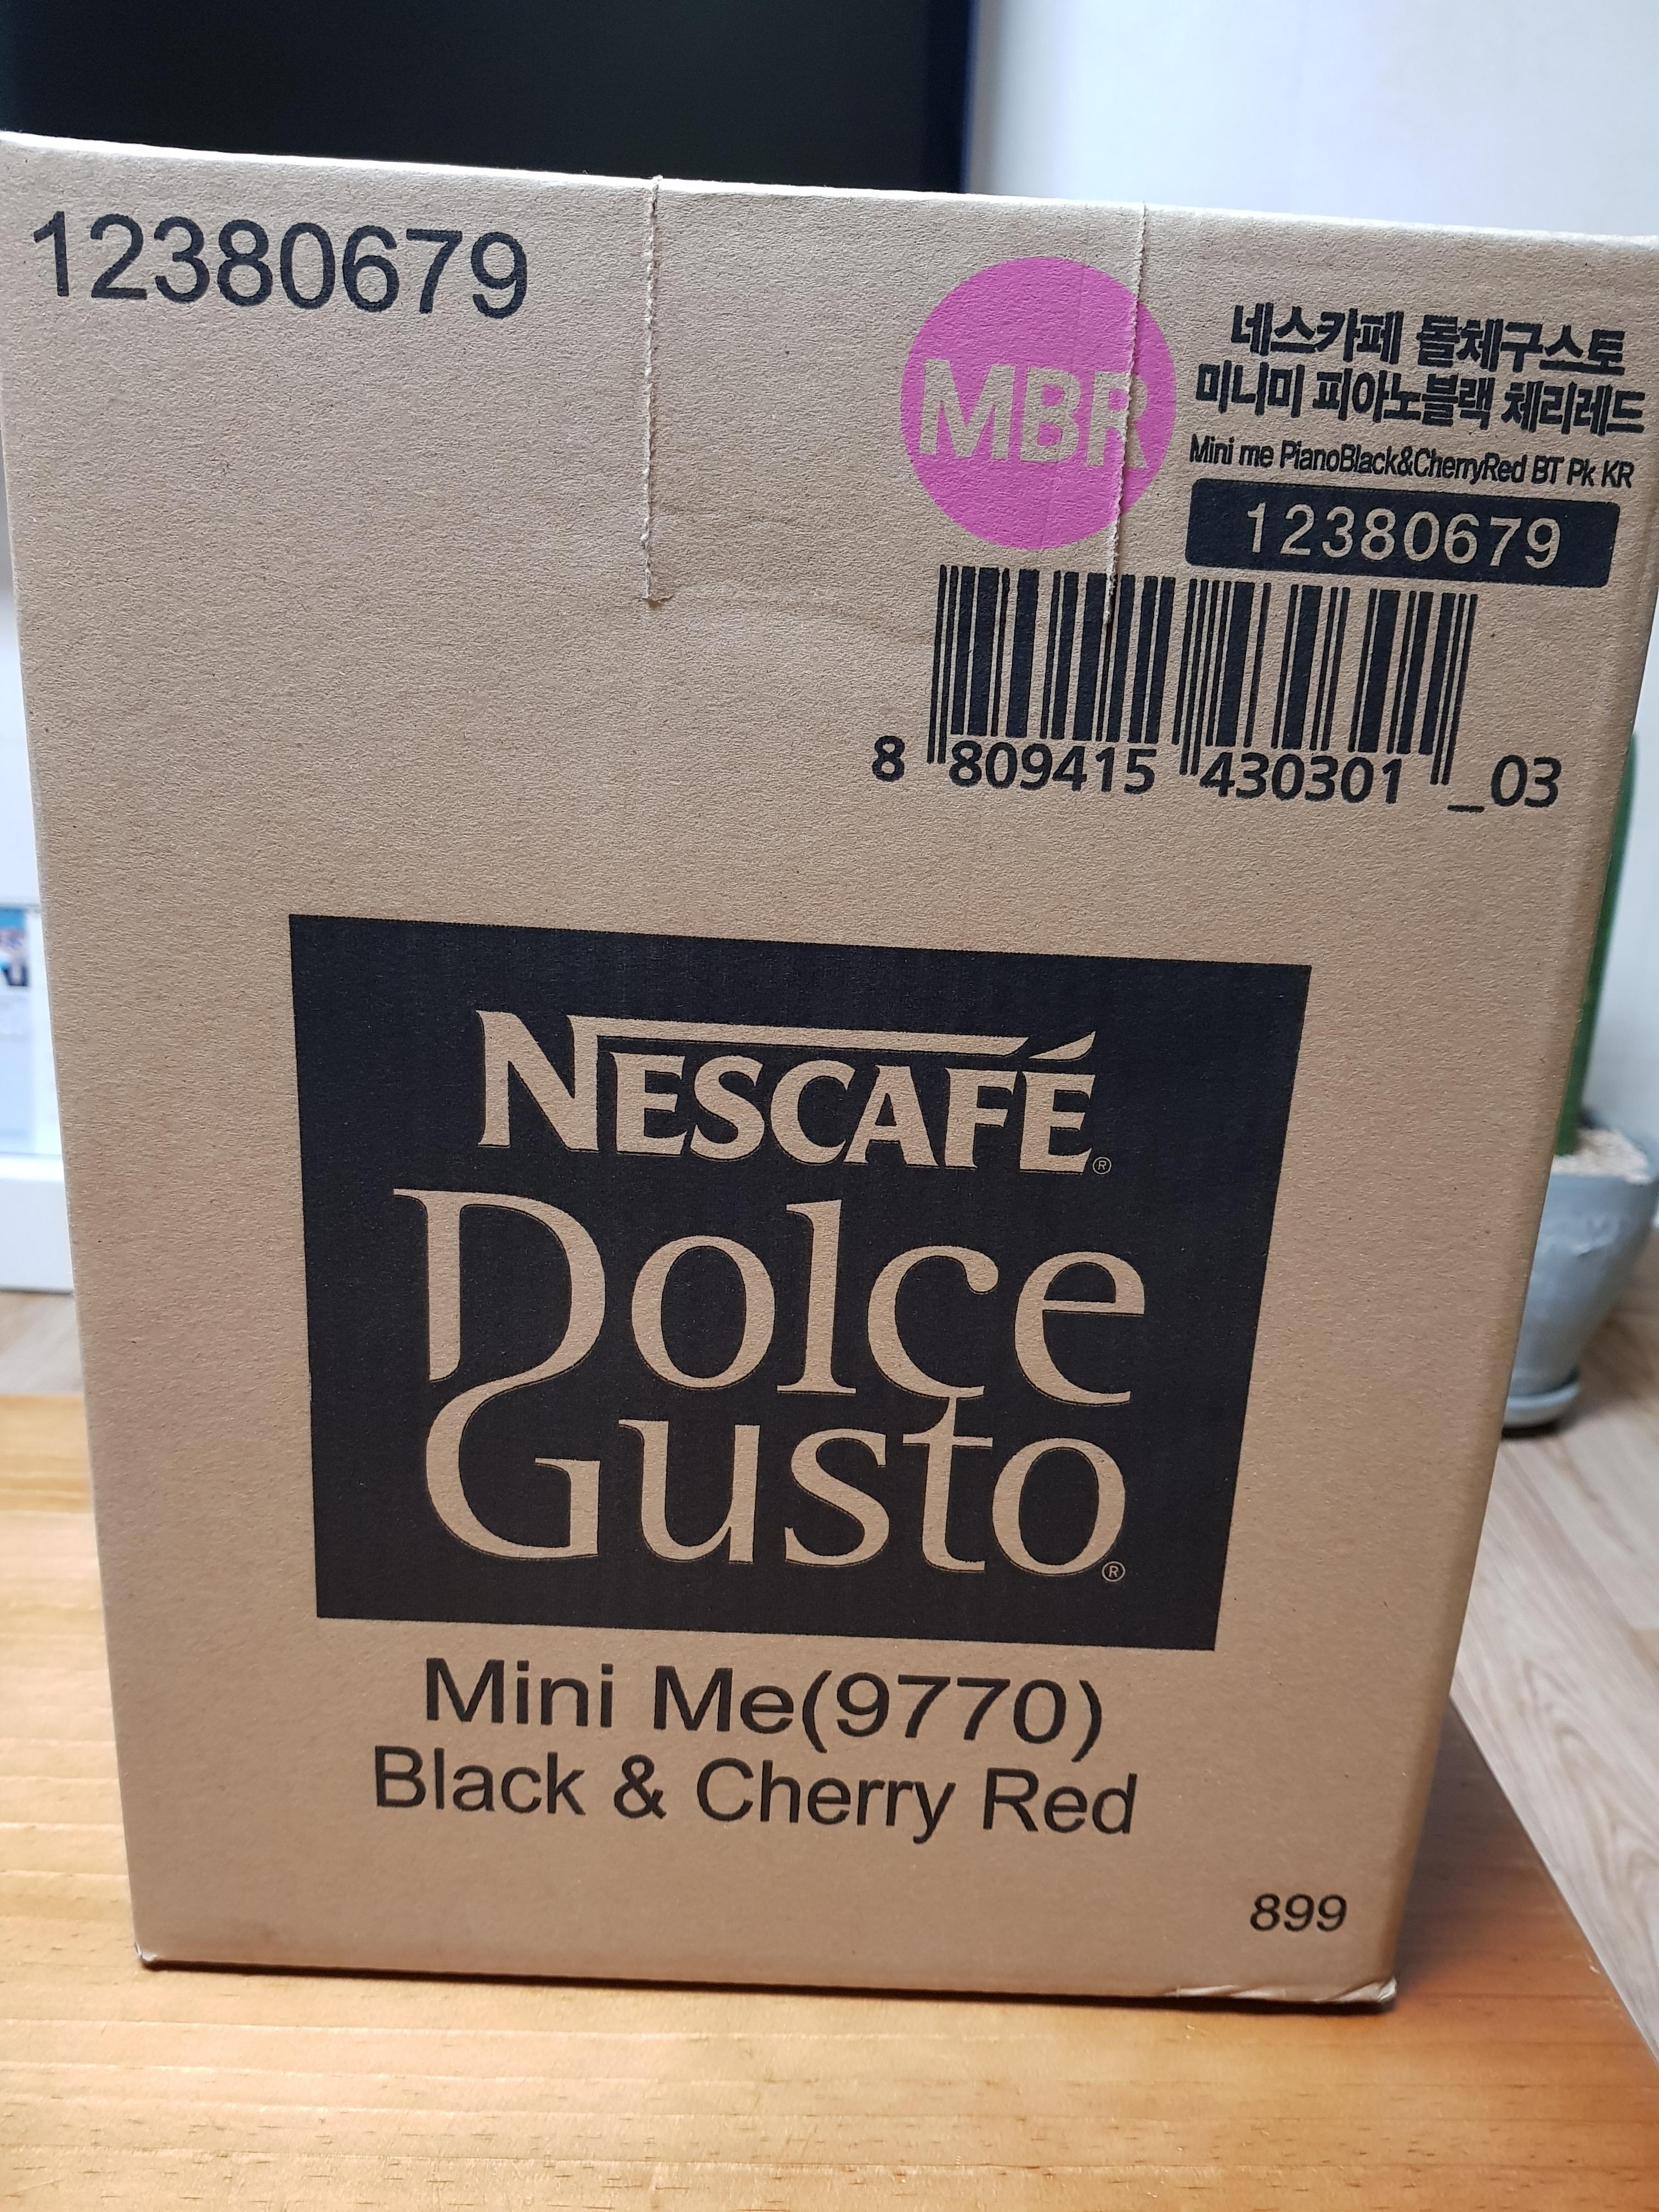 12380679
MBR
네스카페 돌체구스토
미니미 피아노블랙 체리레드
Mini me PianoBlack&CherryRed BT Pk KR
12380679
8 809415 430301 _03
NESCAFÉ®
Dolce
Gusto®
Mini Me(9770)
Black & Cherry Red
899